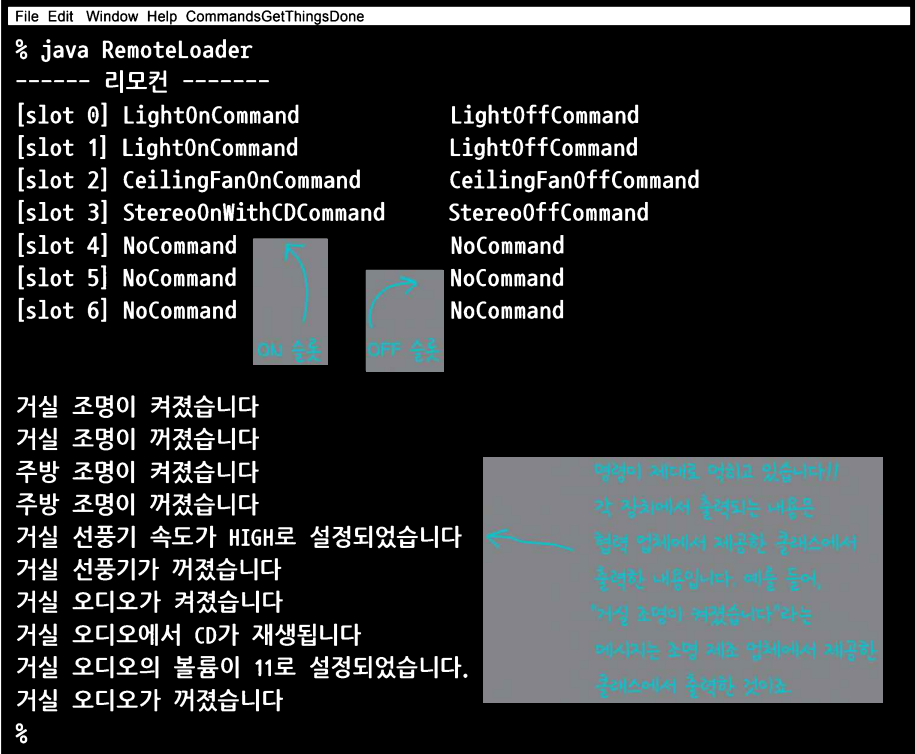 File Edit Window Help CommandsGetThingsDone
% java RemoteLoader
------ 리모컨 -------
[slot 0] LightOnCommand LightOffCommand
[slot 1] LightOnCommand LightOffCommand
[slot 2] CeilingFanOnCommand CeilingFanOffCommand
[slot 3] StereoOnWithCDCommand StereoOffCommand
[slot 4] NoCommand NoCommand
[slot 5] NoCommand NoCommand
[slot 6] NoCommand NoCommand
ON 슬롯
OFF 슬롯
거실 조명이 켜졌습니다
거실 조명이 꺼졌습니다
주방 조명이 켜졌습니다
주방 조명이 꺼졌습니다
거실 선풍기 속도가 HIGH로 설정되었습니다
거실 선풍기가 꺼졌습니다
거실 오디오가 켜졌습니다
거실 오디오에서 CD가 재생됩니다
거실 오디오의 볼륨이 11로 설정되었습니다.
거실 오디오가 꺼졌습니다
%
명령이 제대로 먹히고 있습니다!!
각 장치에서 출력되는 내용은
협력 업체에서 제공한 클래스에서
출력한 내용입니다. 예를 들어,
"거실 조명이 켜졌습니다"라는
메시지는 조명 제조 업체에서 제공한
클래스에서 출력한 것이죠.